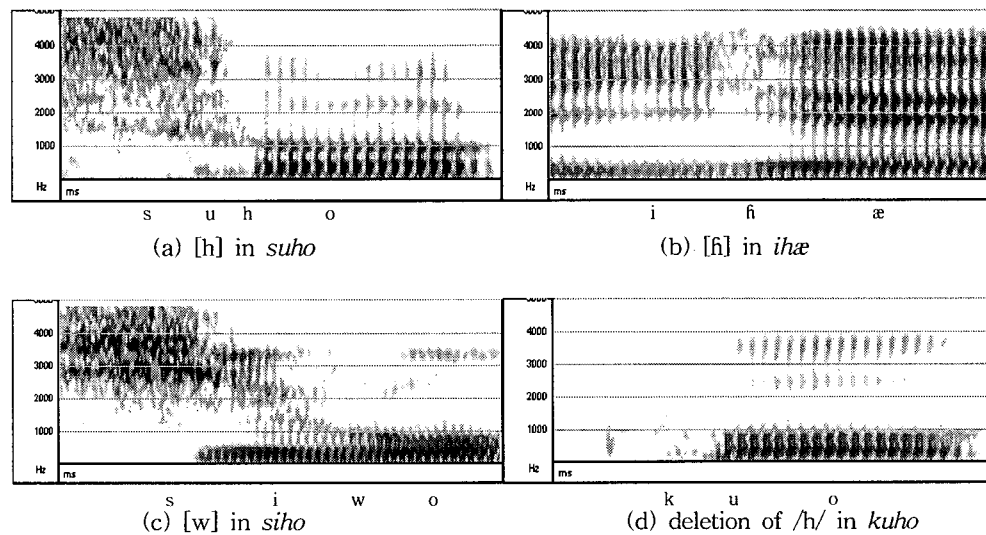 4000
3000
2000
1000
Hz
ms
s u h o
(a) [h] in suho
4000
3000
2000
1000
Hz
ms
i ɦ æ
(b) [ɦ] in ihæ
4000
3000
2000
1000
Hz
ms
s i w o
(c) [w] in siho
4000
3000
2000
1000
Hz
ms
k u o
(d) deletion of /h/ in kuho